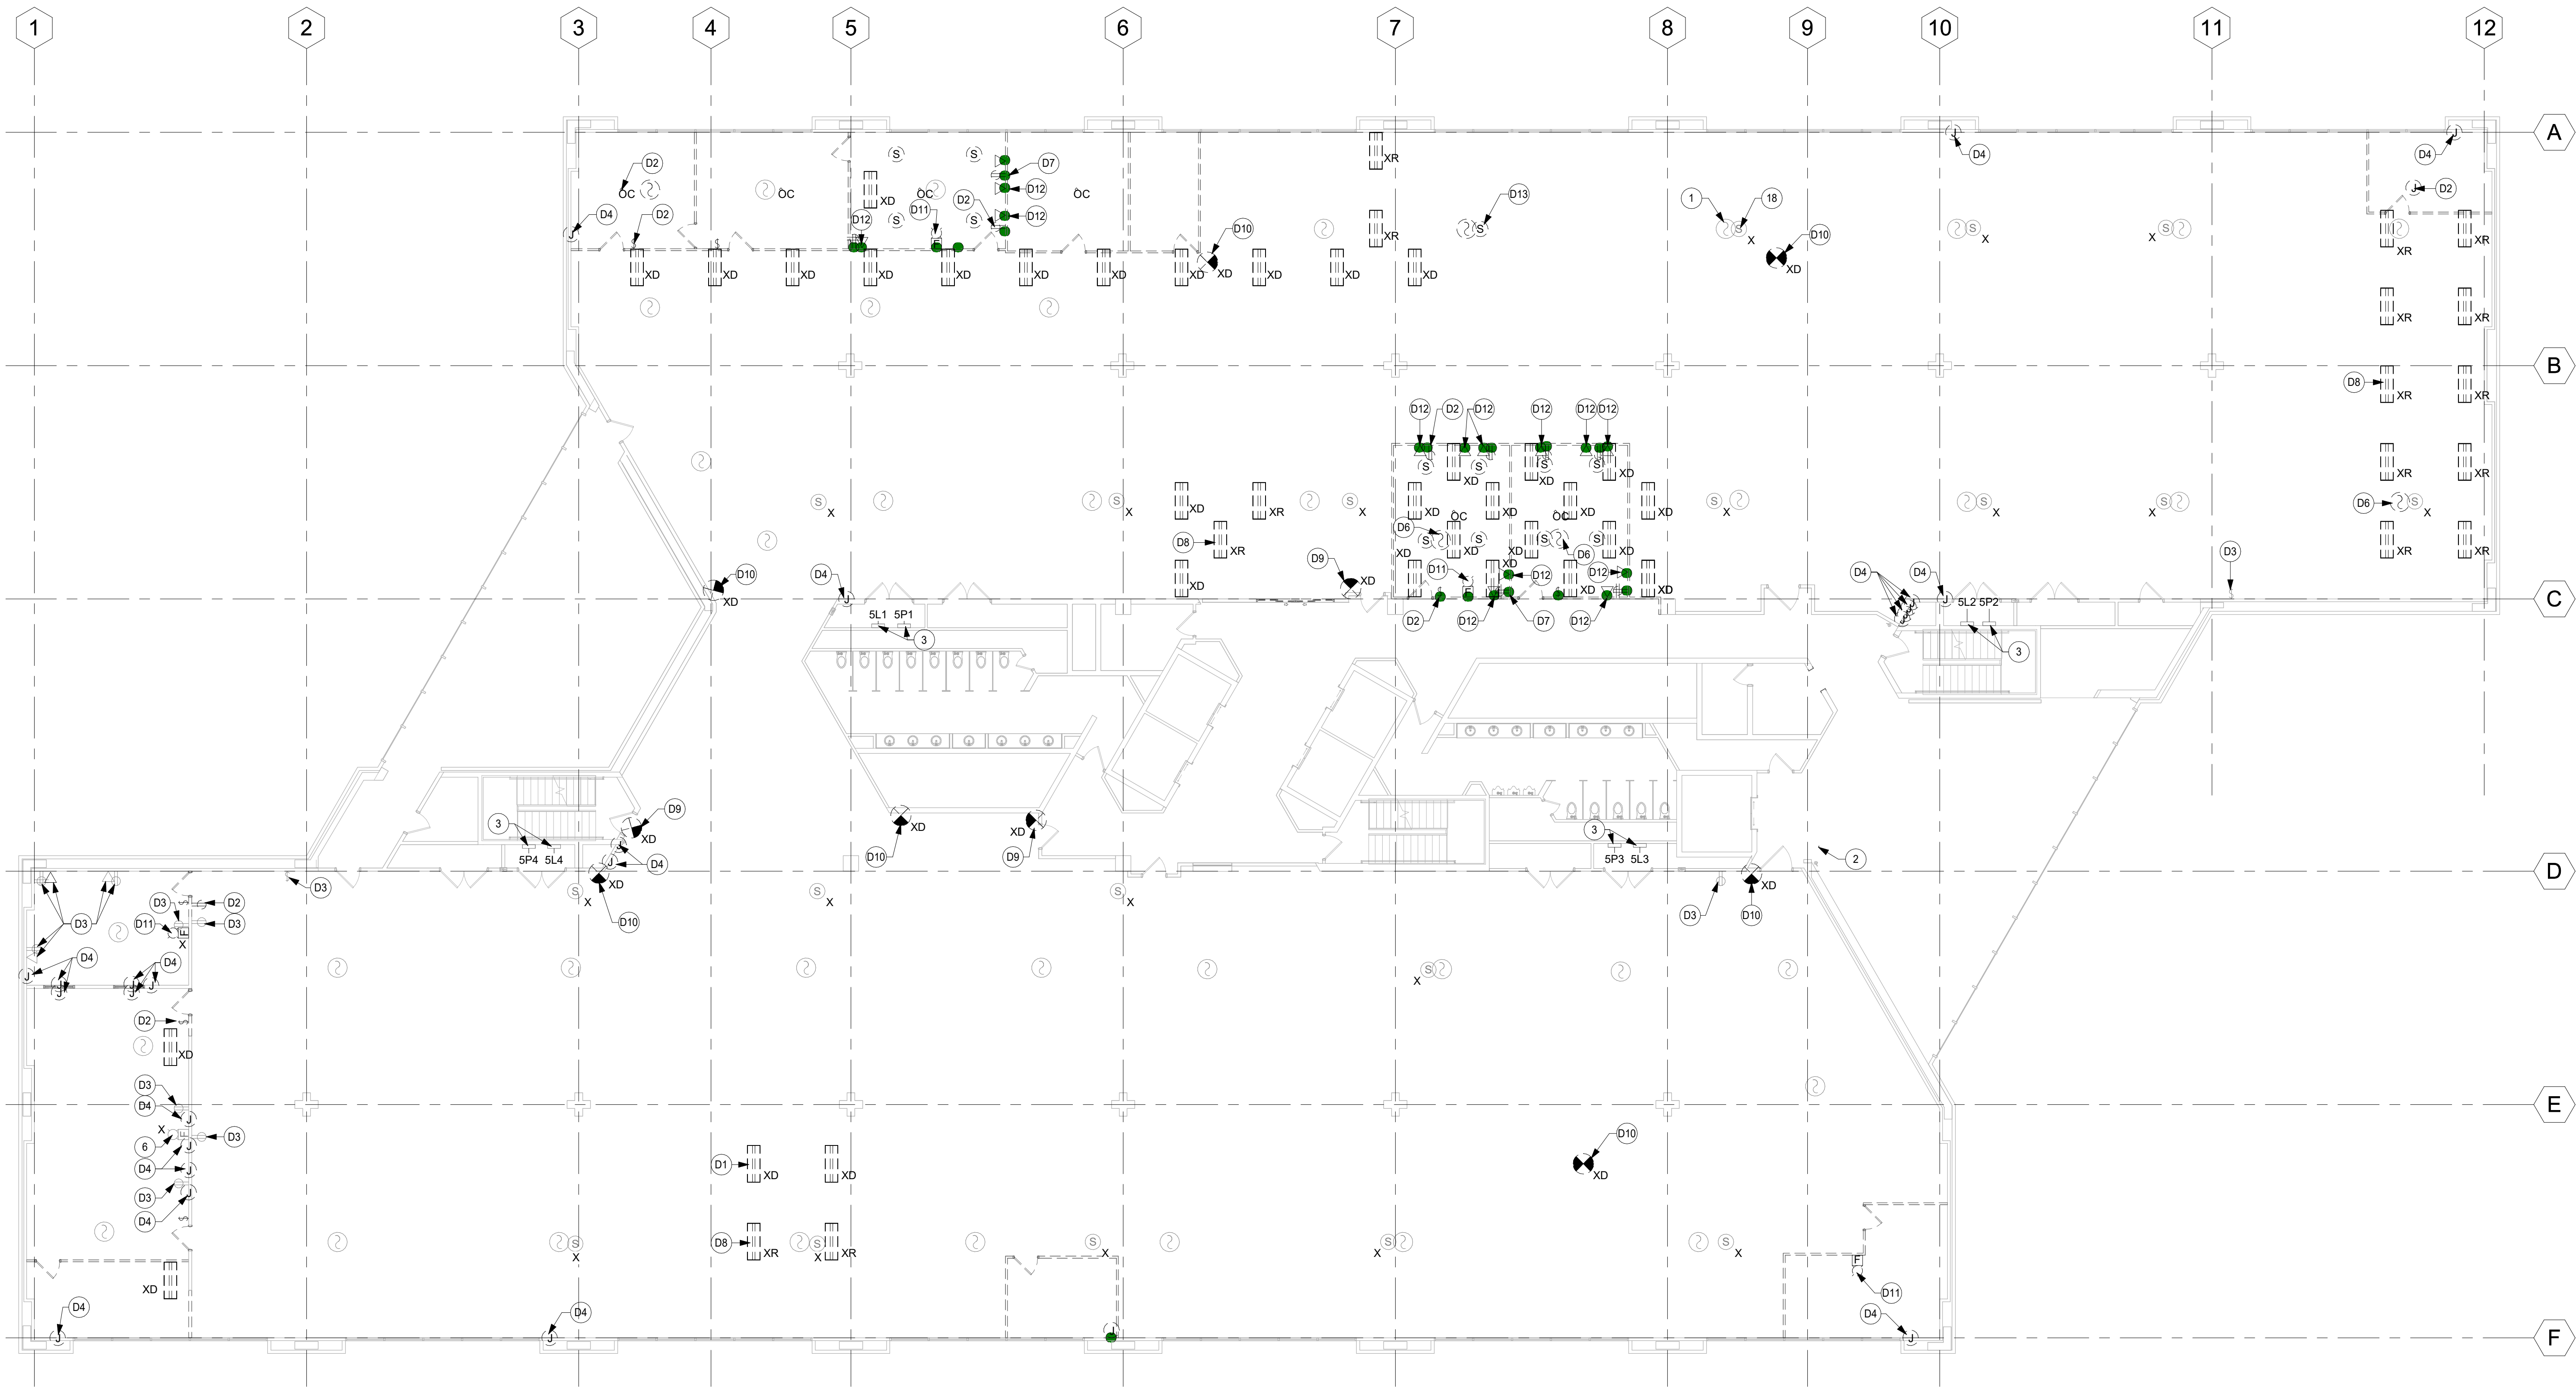 1 2 3 4 5 6 7 8 9 10 11 12
A
J J
D4 D4
S S XR
D2 D7 D2
OC OC OC OC D12 J
XD D2 D13 1 18
D11 D12 S S
D4 D12 S S XR X S X S XR XR
J D10 D10
F
XD XD XD XD XD XD XD XD XD XD XD XD XD
XR XR
B
D8 XR XR
D12 D2 D12 D12 D12 D12
S S S S XD XD XD
XR XR
S X S X XD XR S X XD XD XD XD S X S X S X D6 S X
OC OC
D6 S S S S
D8 XR XD XD XD XR XR
D9 XD D6
D10 D4 D11 XD D12 D12 D3
XD J XD XD F XD XD D4 D4
J J C
D2 D12 D7 D12
5L1 5P1 5L2 5P2
3 3
D9
3 XD D10 XD XD D9 3
5P4 5L4 J D4 5P3 5L3 2
J D
XD XD
D3 S X S X S X D3 D10
D10
D3 D2
D3 D3
D11 F
X
D4 D4
J J J J
J J
X S
D2
XD
D3
D4 J E
X F D3
6 J
D4 J D1 XD XD D10
XD
D3 J
D4
D8 XR XR
S X S X S X S X S X
F
XD D11
D4 D4 D4
J J J J F